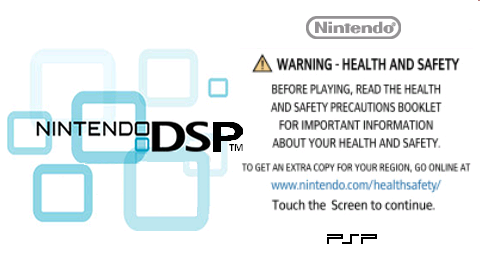 NINTENDO DSP™
Nintendo
WARNING - HEALTH AND SAFETY
BEFORE PLAYING, READ THE HEALTH
AND SAFETY PRECAUTIONS BOOKLET
FOR IMPORTANT INFORMATION
ABOUT YOUR HEALTH AND SAFETY.
TO GET AN EXTRA COPY FOR YOUR REGION, GO ONLINE AT
www.nintendo.com/healthsafety/
Touch the Screen to continue.
PSP